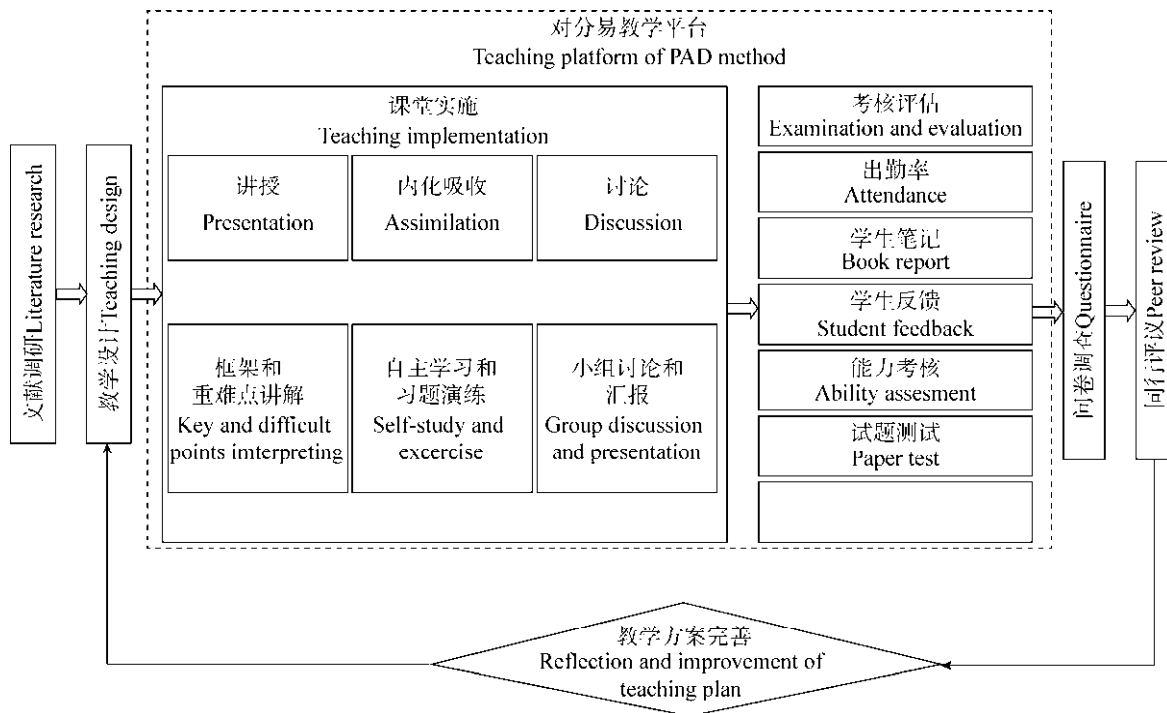 对分易教学平台
Teaching platform of PAD method
文献调研Literature research
教学设计Teaching design
课堂实施
Teaching implementation
讲授
Presentation
内化吸收
Assimilation
讨论
Discussion
框架和
重难点讲解
Key and difficult
points imterpreting
自主学习和
习题演练
Self-study and
excercise
小组讨论和
汇报
Group discussion
and presentation
考核评估
Examination and evaluation
出勤率
Attendance
学生笔记
Book report
学生反馈
Student feedback
能力考核
Ability assesment
试题测试
Paper test
问卷调查Questionnaire
同行评议Peer review
教学方案完善
Reflection and improvement of
teaching plan